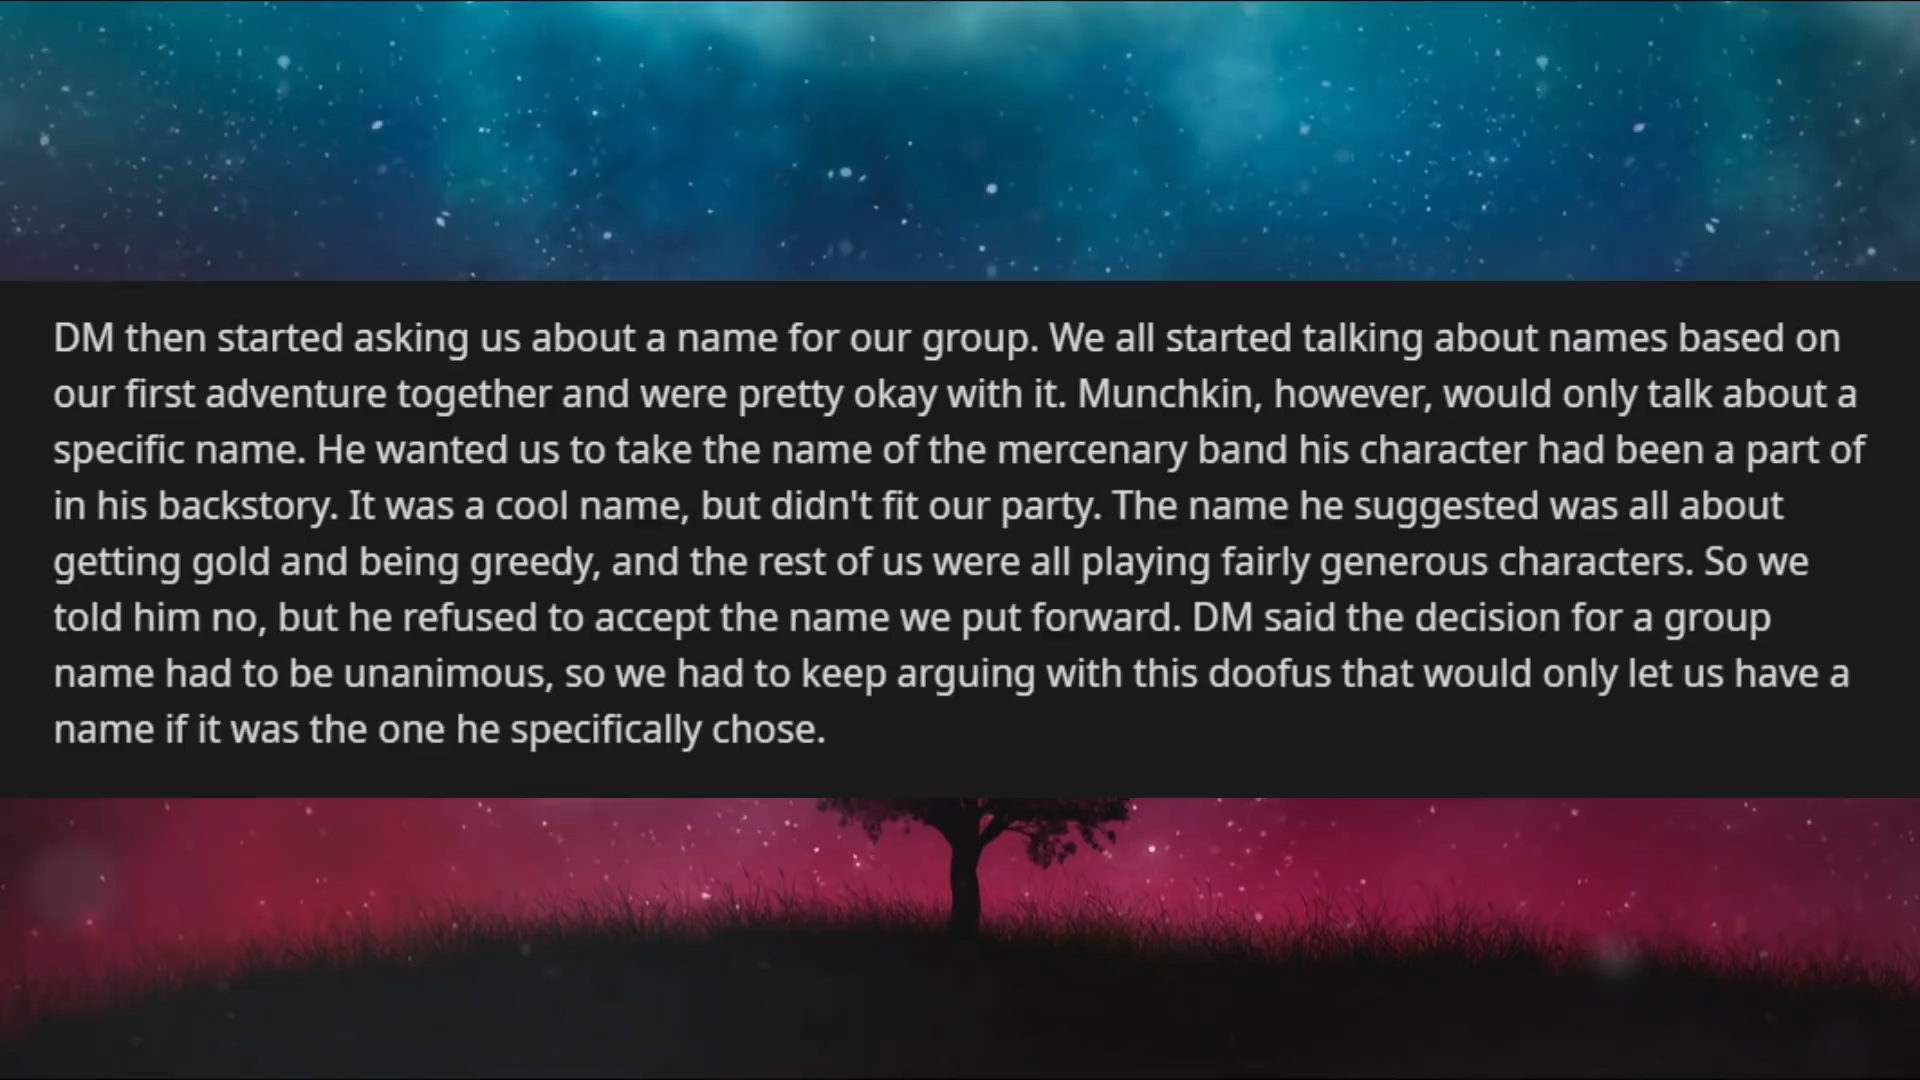 DM then started asking us about a name for our group. We all started talking about names based on
our first adventure together and were pretty okay with it. Munchkin, however, would only talk about a
specific name. He wanted us to take the name of the mercenary band his character had been a part of
in his backstory. It was a cool name, but didn't fit our party. The name he suggested was all about
getting gold and being greedy, and the rest of us were all playing fairly generous characters. So we
told him no, but he refused to accept the name we put forward. DM said the decision for a group
name had to be unanimous, so we had to keep arguing with this doofus that would only let us have a
name if it was the one he specifically chose.